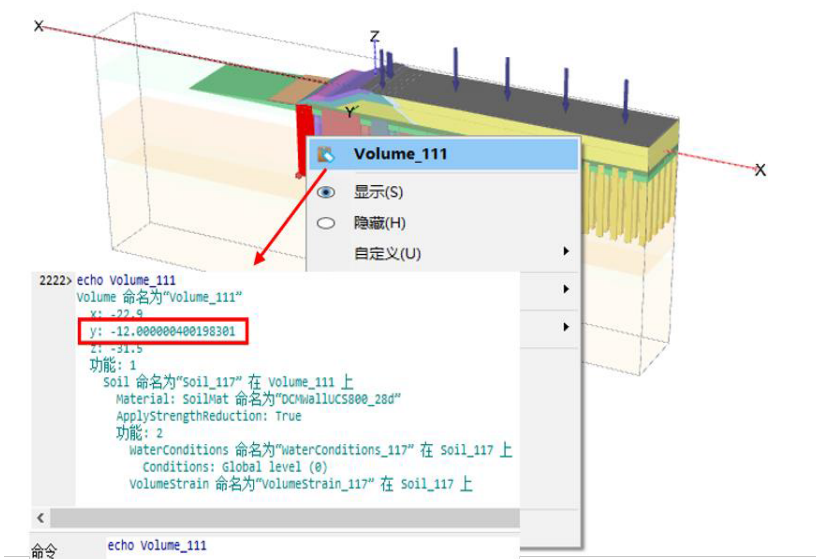 X
Z
Y
X
Volume_111
显示(S)
隐藏(H)
自定义(U)
2222> echo Volume_111
Volume 命名为"Volume_111"
x: -22.9
y: -12.000000400198301
z: -31.5
功能: 1
Soil 命名为"Soil_117" 在 Volume_111 上
Material: SoilMat 命名为"DCMWallUCS800_28d"
ApplyStrengthReduction: True
功能: 2
WaterConditions 命名为"WaterConditions_117" 在 Soil_117 上
Conditions: Global level (0)
VolumeStrain 命名为"VolumeStrain_117" 在 Soil_117 上
命令 echo Volume_111